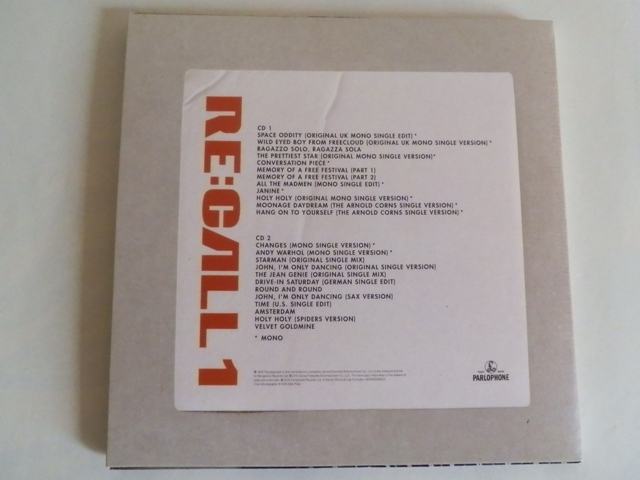 RE:CALL 1
CD 1
SPACE ODDITY (ORIGINAL UK MONO SINGLE EDIT) *
WILD EYED BOY FROM FREECLOUD (ORIGINAL UK MONO SINGLE VERSION) *
RAGAZZO SOLO, RAGAZZA SOLA
THE PRETTIEST STAR (ORIGINAL MONO SINGLE VERSION)*
CONVERSATION PIECE *
MEMORY OF A FREE FESTIVAL (PART 1)
MEMORY OF A FREE FESTIVAL (PART 2)
ALL THE MADMEN (MONO SINGLE EDIT) *
JANINE *
HOLY HOLY (ORIGINAL MONO SINGLE VERSION) *
MOONAGE DAYDREAM (THE ARNOLD CORNS SINGLE VERSION) *
HANG ON TO YOURSELF (THE ARNOLD CORNS SINGLE VERSION) *
CD 2
CHANGES (MONO SINGLE VERSION) *
ANDY WARHOL (MONO SINGLE VERSION) *
STARMAN (ORIGINAL SINGLE MIX)
JOHN, I'M ONLY DANCING (ORIGINAL SINGLE VERSION)
THE JEAN GENIE (ORIGINAL SINGLE MIX)
DRIVE-IN SATURDAY (GERMAN SINGLE EDIT)
ROUND AND ROUND
JOHN, I'M ONLY DANCING (SAX VERSION)
TIME (U.S. SINGLE EDIT)
AMSTERDAM
HOLY HOLY (SPIDERS VERSION)
VELVET GOLDMINE
* MONO
PARLOPHONE